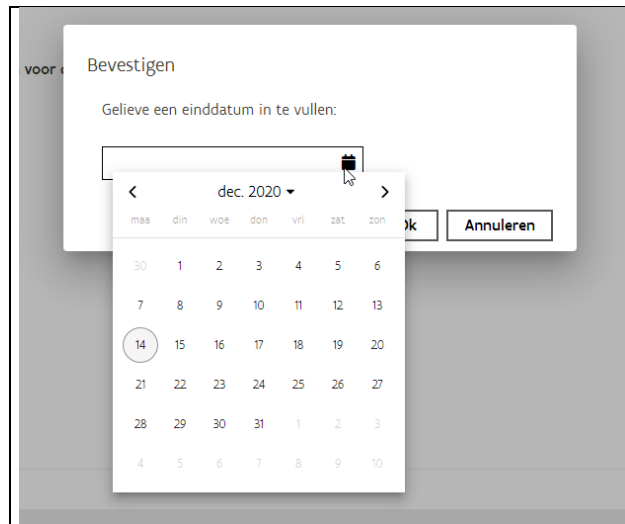 Bevestigen
voor
Gelieve een einddatum in te vullen:
dec. 2020
maa din woe don vri zat zon
30 1 2 3 4 5 6
7 8 9 10 11 12 13
14 15 16 17 18 19 20
21 22 23 24 25 26 27
28 29 30 31 1 2 3
4 5 6 7 8 9 10
Ok Annuleren